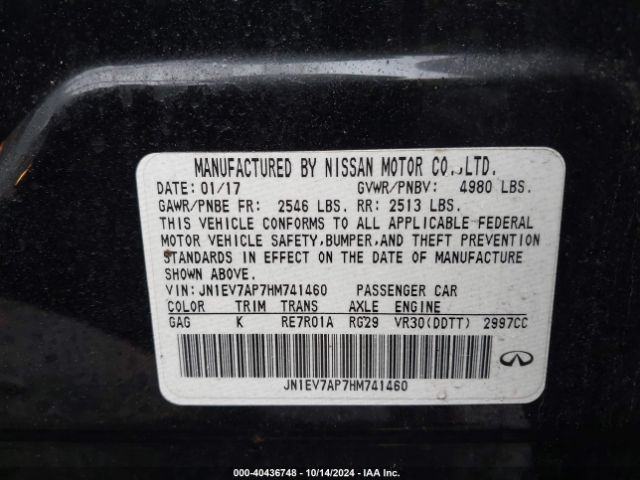 MANUFACTURED BY NISSAN MOTOR CO.,LTD.
DATE: 01/17 GVWR/PNBV: 4980 LBS.
GAWR/PNBE FR: 2546 LBS. RR: 2513 LBS.
THIS VEHICLE CONFORMS TO ALL APPLICABLE FEDERAL
MOTOR VEHICLE SAFETY,BUMPER,AND THEFT PREVENTION
STANDARDS IN EFFECT ON THE DATE OF MANUFACTURE
SHOWN ABOVE.
VIN:JN1EV7AP7HM741460 PASSENGER CAR
COLOR TRIM TRANS AXLE ENGINE
GAG K RE7R01A RG29 VR30(DDTT) 2997CC
JN1EV7AP7HM741460
000-40436748 - 10/14/2024 - IAA Inc.